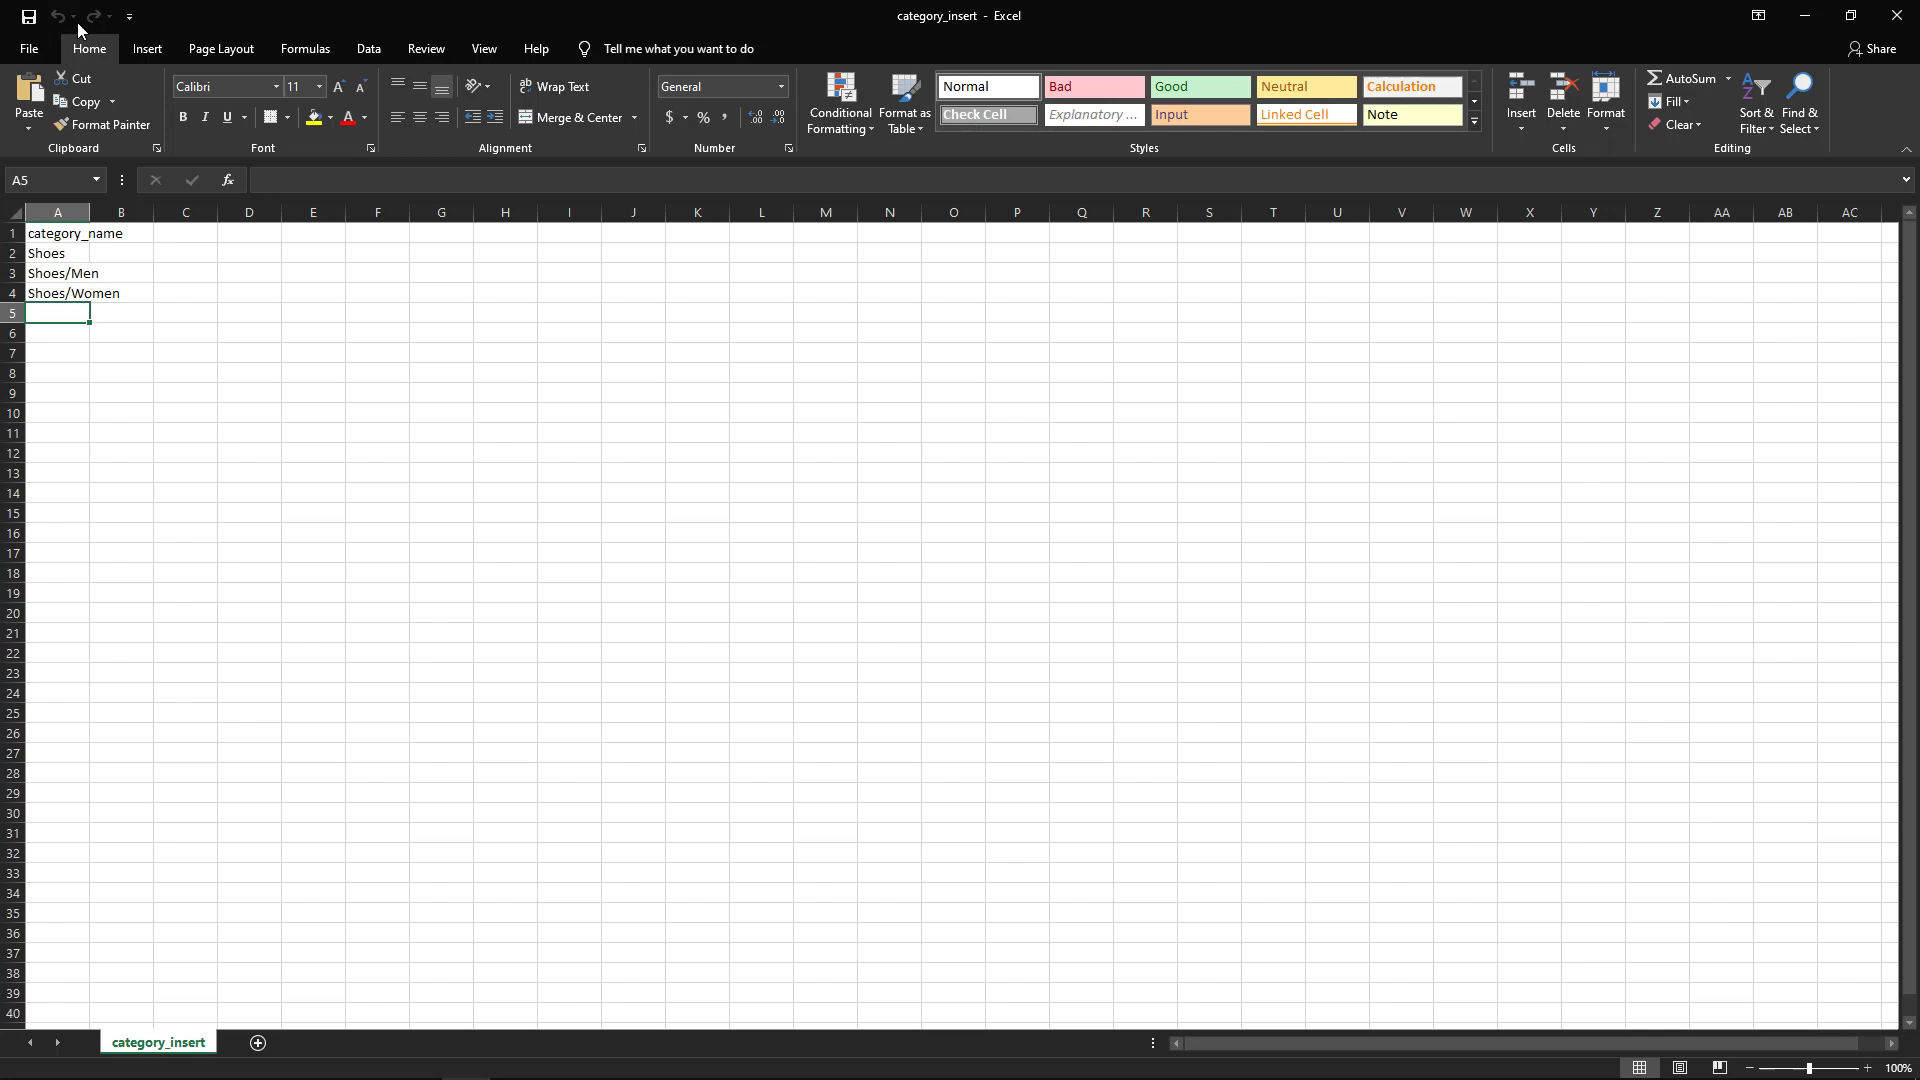 category_insert - Excel
File Home Insert Page Layout Formulas Data Review View Help Tell me what you want to do Share
Paste
Cut
Copy
Format Painter
Clipboard
Calibri 11
B I U
Font
Wrap Text
Merge & Center
Alignment
General
$ % ,
Number
Conditional Formatting
Format as Table
Normal Bad Good Neutral Calculation
Check Cell Explanatory ... Input Linked Cell Note
Styles
Insert Delete Format
Cells
AutoSum
Fill
Clear
Sort & Filter
Find & Select
Editing
A5 fx
A B C D E F G H I J K L M N O P Q R S T U V W X Y Z AA AB AC
1 category_name
2 Shoes
3 Shoes/Men
4 Shoes/Women
5
6
7
8
9
10
11
12
13
14
15
16
17
18
19
20
21
22
23
24
25
26
27
28
29
30
31
32
33
34
35
36
37
38
39
40
category_insert
100%